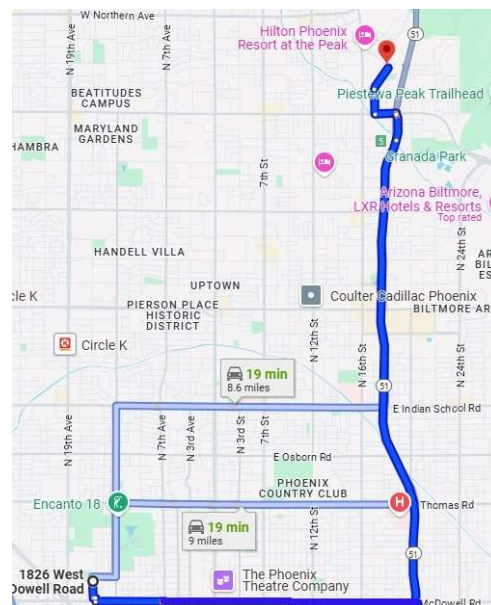 W Northern Ave
Hilton Phoenix
Resort at the Peak
51
N 19th Ave
N 7th Ave
BEATITUDES
CAMPUS
Piestewa Peak Trailhead
MARYLAND
GARDENS
HAMBRA
7th St
5
Granada Park
Arizona Biltmore,
LXR Hotels & Resorts
Top rated
N 24th St
HANDELL VILLA
AR
BIL
ES
UPTOWN
cle K
PIERSON PLACE
HISTORIC
DISTRICT
Coulter Cadillac Phoenix
BILTMORE AR
Circle K
N 12th St
N 16th St
N 24th St
19 min
8.6 miles
51
E Indian School Rd
N 19th Ave
N 7th Ave
N 3rd Ave
N 3rd St
7th St
E Osborn Rd
PHOENIX
COUNTRY CLUB
Encanto 18
H
Thomas Rd
19 min
9 miles
N 12th St
51
1826 West
Dowell Road
The Phoenix
Theatre Company
McDowell Rd